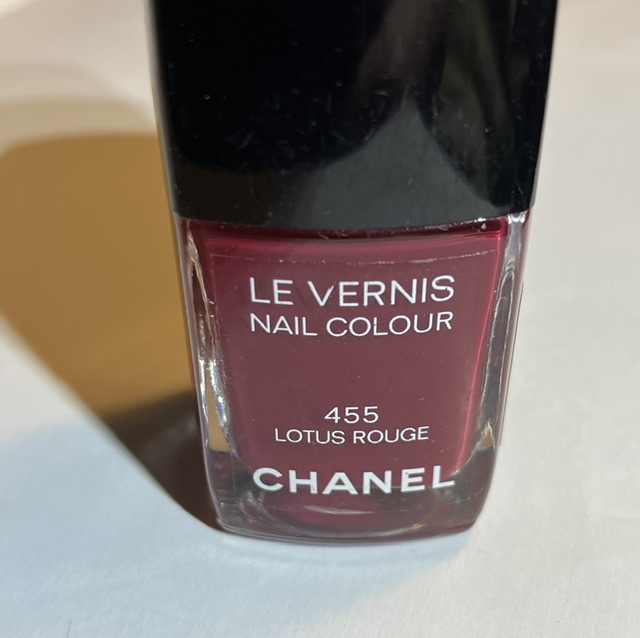 LE VERNIS
NAIL COLOUR
455
LOTUS ROUGE
CHANEL